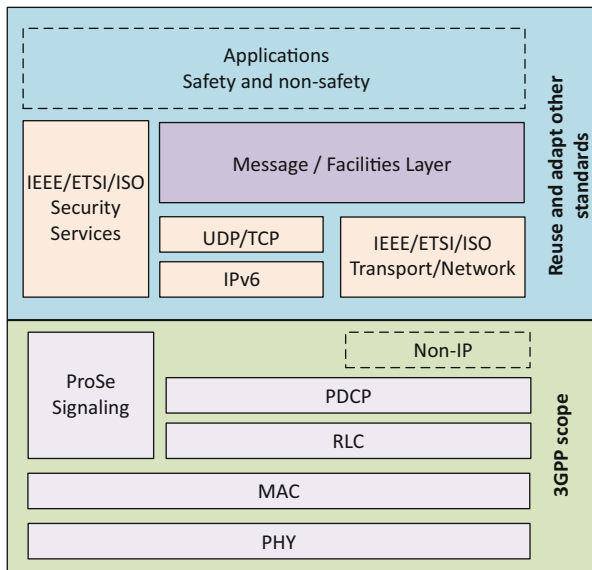 Applications
Safety and non-safety
IEEE/ETSI/ISO
Security
Services
Message / Facilities Layer
UDP/TCP
IPv6
IEEE/ETSI/ISO
Transport/Network
Reuse and adapt other
standards
ProSe
Signaling
Non-IP
PDCP
RLC
MAC
PHY
3GPP scope